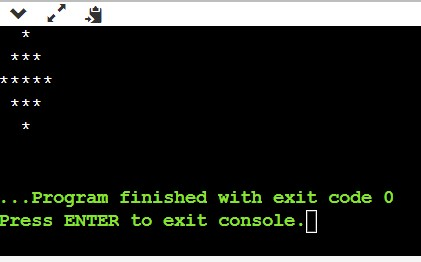 *
 ***
*****
 ***
  *
...Program finished with exit code 0
Press ENTER to exit console.